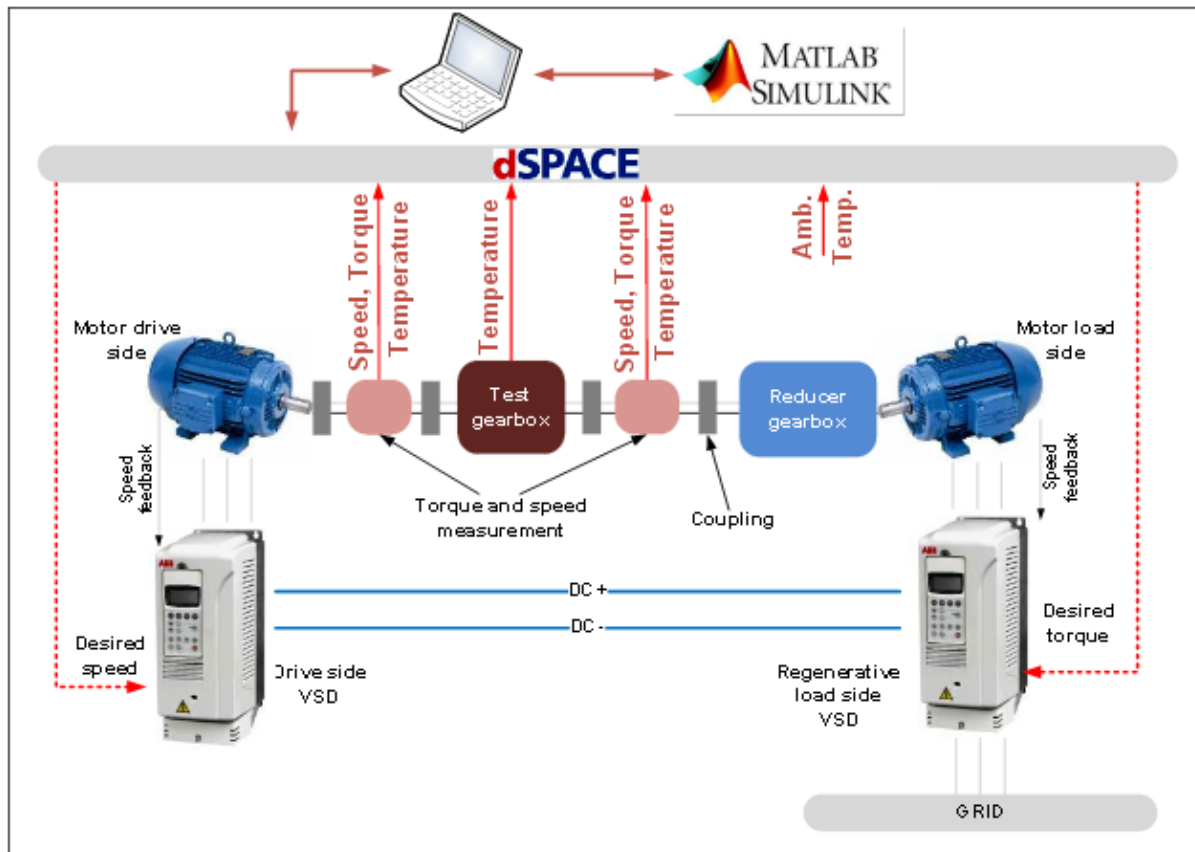 MATLAB
SIMULINK
dSPACE
Speed, Torque
Temperature
Temperature
Speed, Torque
Temperature
Amb.
Temp.
Motor drive
side
Motor load
side
Test
gearbox
Reducer
gearbox
Speed
feedback
Speed
feedback
Torque and speed
measurement
Coupling
ABB
ABB
DC +
DC -
Desired
speed
Desired
torque
Drive side
VSD
Regenerative
load side
VSD
GRID